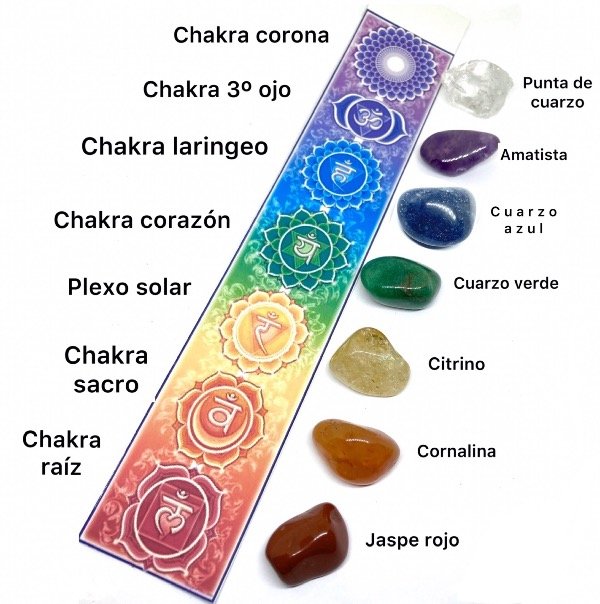 Chakra corona
Chakra 3º ojo
Chakra laringeo
Chakra corazón
Plexo solar
Chakra
sacro
Chakra
raíz
ॐ
हं
यं
रं
वं
लं
Punta de
cuarzo
Amatista
Cuarzo
azul
Cuarzo verde
Citrino
Cornalina
Jaspe rojo